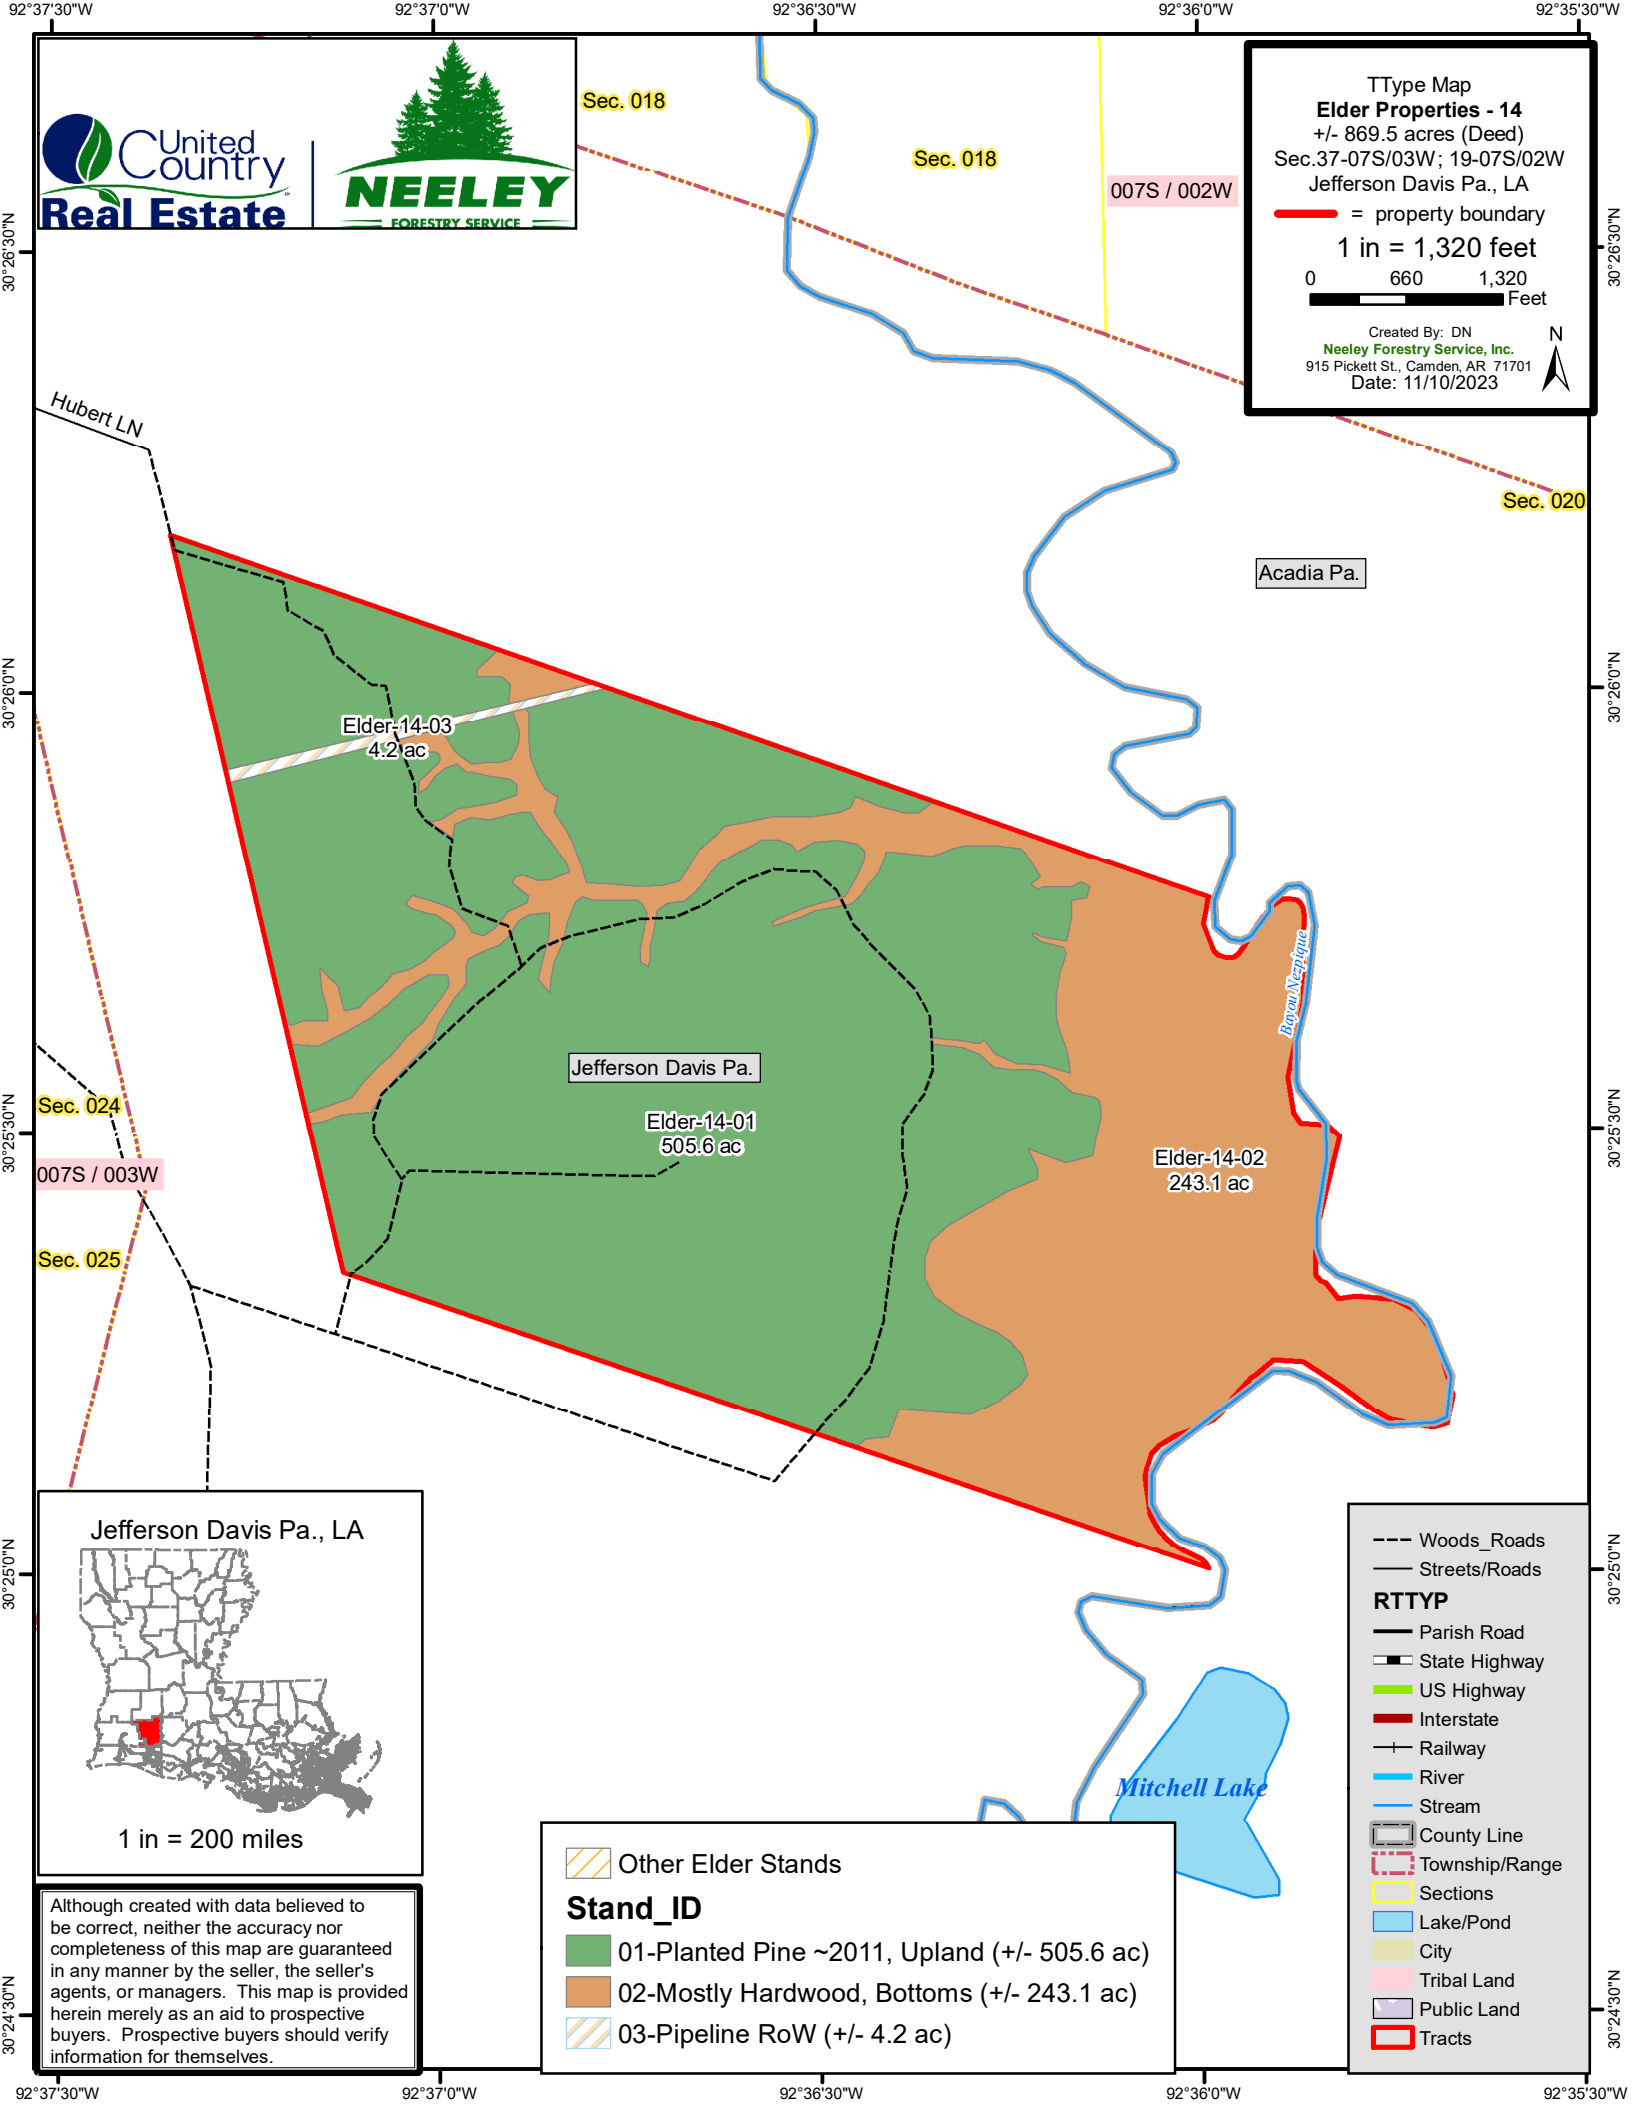 92°37'30"W
92°37'0"W
92°36'30"W
92°36'0"W
92°35'30"W
United
Country
Real Estate
NEELEY
FORESTRY SERVICE
Sec. 018
Sec. 018
007S / 002W
TType Map
Elder Properties - 14
+/- 869.5 acres (Deed)
Sec.37-07S/03W; 19-07S/02W
Jefferson Davis Pa., LA
= property boundary
1 in = 1,320 feet
0 660 1,320
Feet
Created By: DN
Neeley Forestry Service, Inc.
915 Pickett St., Camden, AR 71701
Date: 11/10/2023
N
30°26'30"N
30°26'30"N
Hubert LN
Sec. 020
Acadia Pa.
30°26'0"N
30°26'0"N
Elder-14-03
4.2 ac
Bayou Nezpique
Jefferson Davis Pa.
Elder-14-01
505.6 ac
Sec. 024
30°25'30"N
30°25'30"N
Elder-14-02
243.1 ac
007S / 003W
Sec. 025
30°25'0"N
30°25'0"N
Jefferson Davis Pa., LA
1 in = 200 miles
Mitchell Lake
Woods_Roads
Streets/Roads
RTTYP
Parish Road
State Highway
US Highway
Interstate
Railway
River
Stream
County Line
Township/Range
Sections
Lake/Pond
City
Tribal Land
Public Land
Tracts
Other Elder Stands
Stand_ID
01-Planted Pine ~2011, Upland (+/- 505.6 ac)
02-Mostly Hardwood, Bottoms (+/- 243.1 ac)
03-Pipeline RoW (+/- 4.2 ac)
Although created with data believed to
be correct, neither the accuracy nor
completeness of this map are guaranteed
in any manner by the seller, the seller's
agents, or managers. This map is provided
herein merely as an aid to prospective
buyers. Prospective buyers should verify
information for themselves.
30°24'30"N
30°24'30"N
92°37'30"W
92°37'0"W
92°36'30"W
92°36'0"W
92°35'30"W